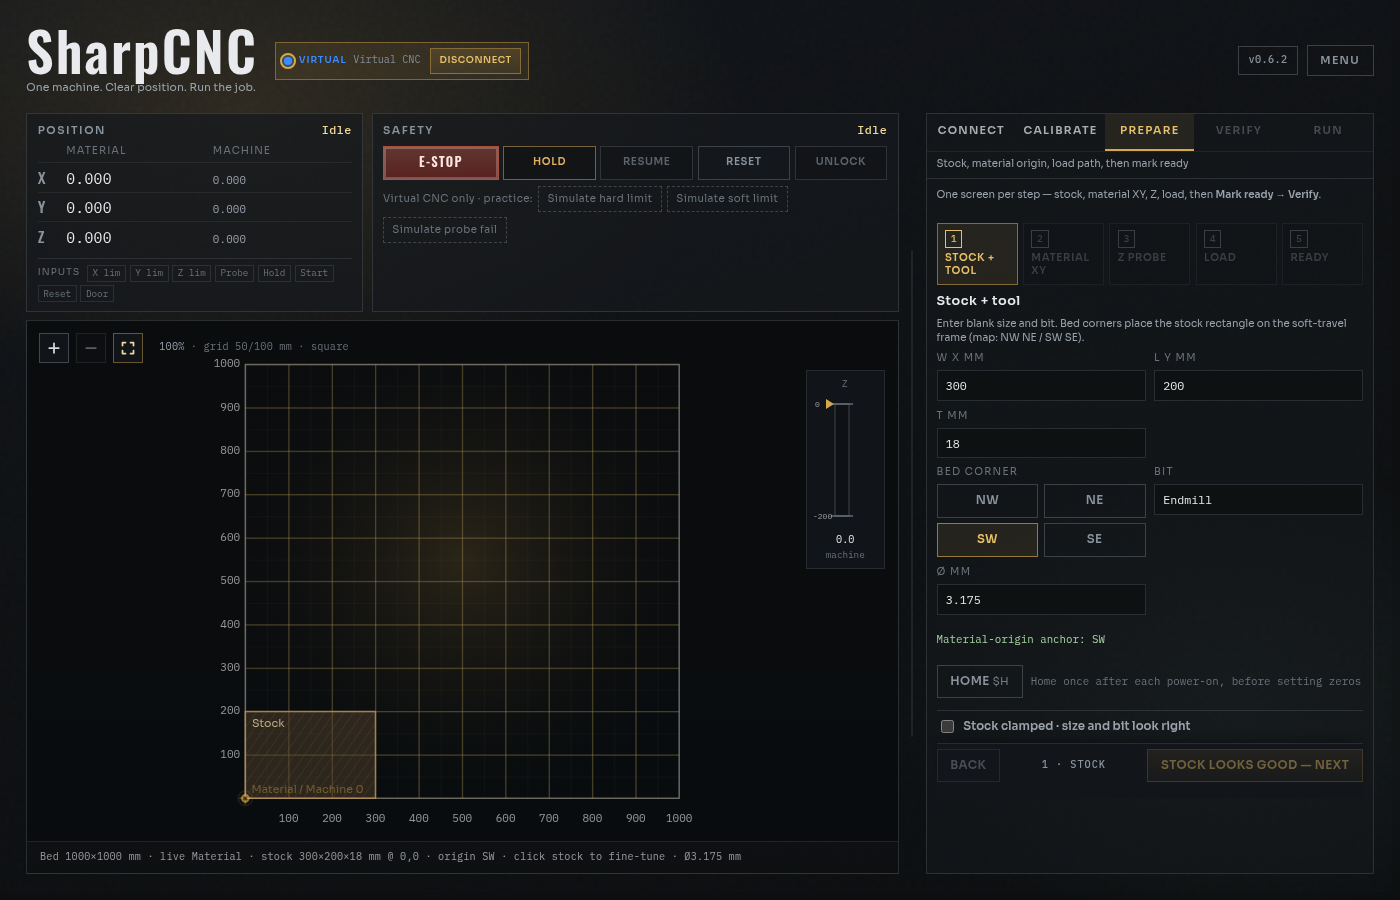 SharpCNC
One machine. Clear position. Run the job.
VIRTUAL Virtual CNC DISCONNECT
v0.6.2 MENU
POSITION Idle
MATERIAL MACHINE
X 0.000 0.000
Y 0.000 0.000
Z 0.000 0.000
INPUTS X lim Y lim Z lim Probe Hold Start
Reset Door
SAFETY Idle
E-STOP HOLD RESUME RESET UNLOCK
Virtual CNC only · practice: Simulate hard limit Simulate soft limit
Simulate probe fail
+ − 100% · grid 50/100 mm · square
1000
900
800
700
600
500
400
300
200
100
Stock
Material / Machine 0
100 200 300 400 500 600 700 800 900 1000
Z
0
-200
0.0
machine
Bed 1000×1000 mm · live Material · stock 300×200×18 mm @ 0,0 · origin SW · click stock to fine-tune · Ø3.175 mm
CONNECT CALIBRATE PREPARE VERIFY RUN
Stock, material origin, load path, then mark ready
One screen per step — stock, material XY, Z, load, then Mark ready → Verify.
1 2 3 4 5
STOCK + MATERIAL Z PROBE LOAD READY
TOOL XY
Stock + tool
Enter blank size and bit. Bed corners place the stock rectangle on the soft-travel
frame (map: NW NE / SW SE).
W X MM L Y MM
300 200
T MM
18
BED CORNER BIT
NW NE Endmill
SW SE
Ø MM
3.175
Material-origin anchor: SW
HOME $H Home once after each power-on, before setting zeros
Stock clamped · size and bit look right
BACK 1 · STOCK STOCK LOOKS GOOD — NEXT